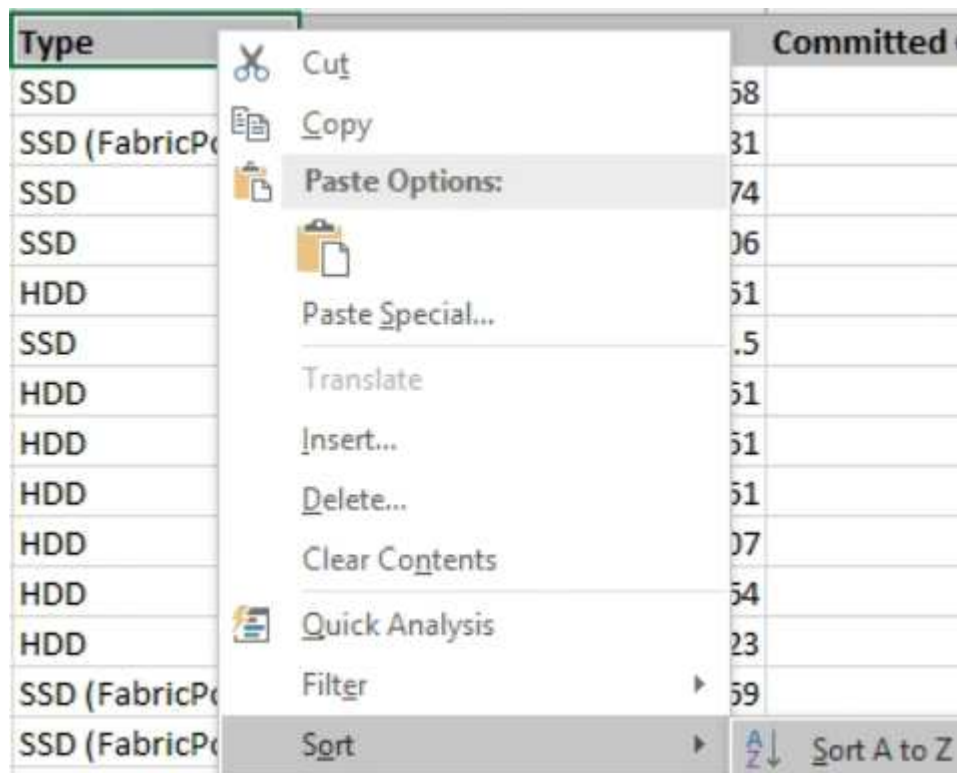 Type Committed
SSD Cut 58
SSD (FabricPo Copy 31
SSD Paste Options: 74
SSD 06
HDD Paste Special... 51
SSD .5
HDD Translate 51
HDD Insert... 51
HDD Delete... 51
HDD Clear Contents 07
HDD 54
HDD Quick Analysis 23
SSD (FabricPo Filter 59
SSD (FabricPo Sort Sort A to Z